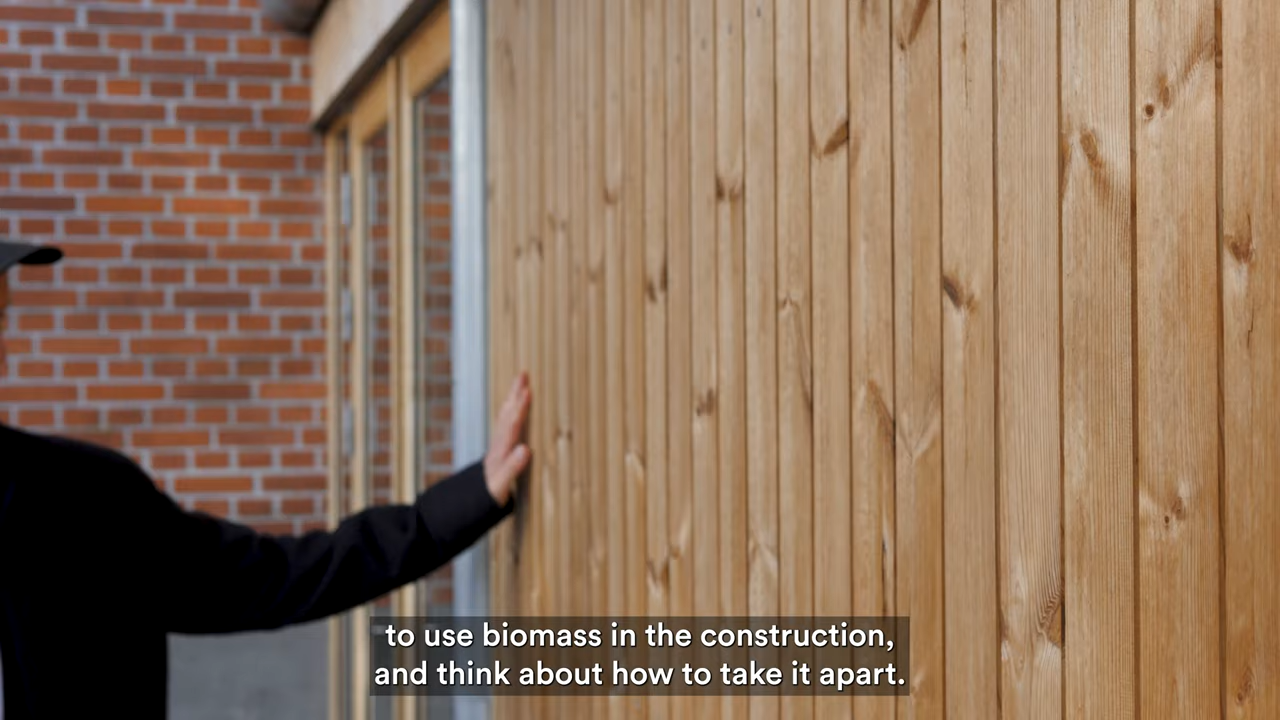 to use biomass in the construction,
and think about how to take it apart.